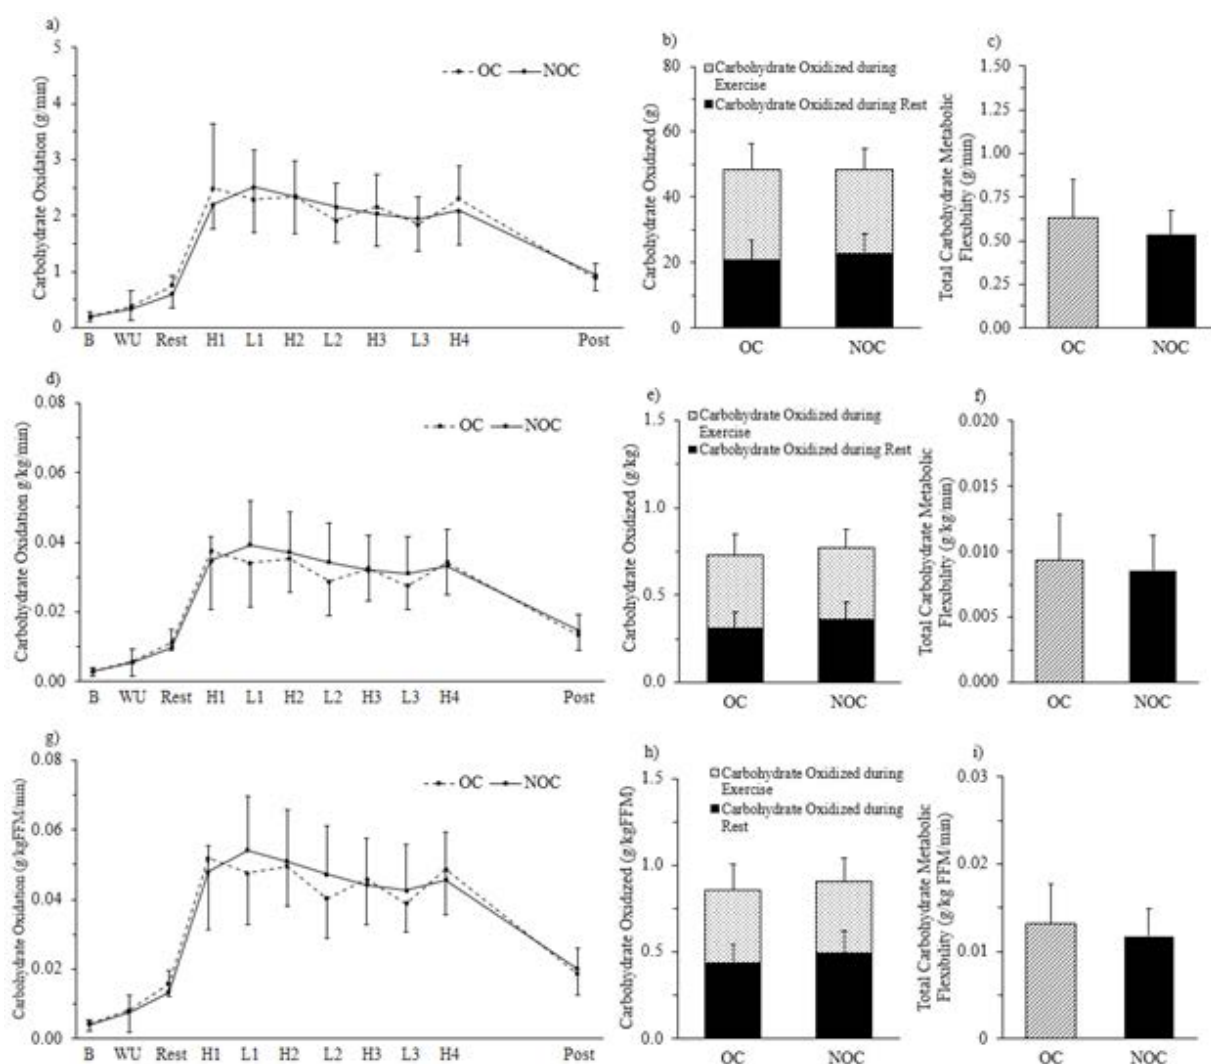 a)
Carbohydrate Oxidation (g/min)
5
4
3
2
1
0
OC NOC
B WU Rest H1 L1 H2 L2 H3 L3 H4 Post
b)
Carbohydrate Oxidized (g)
80
60
40
20
0
Carbohydrate Oxidized during
Exercise
Carbohydrate Oxidized during Rest
OC NOC
c)
Total Carbohydrate Metabolic
Flexibility (g/min)
1.50
1.25
1.00
0.75
0.50
0.25
0.00
OC NOC
d)
Carbohydrate Oxidation g/kg/min)
0.08
0.06
0.04
0.02
0.00
OC NOC
B WU Rest H1 L1 H2 L2 H3 L3 H4 Post
e)
Carbohydrate Oxidized (g/kg)
1.5
1.0
0.5
0.0
Carbohydrate Oxidized during
Exercise
Carbohydrate Oxidized during Rest
OC NOC
f)
Total Carbohydrate Metabolic
Flexibility (g/kg/min)
0.020
0.015
0.010
0.005
0.000
OC NOC
g)
Carbohydrate Oxidation (g/kgFFM/min)
0.08
0.06
0.04
0.02
0.00
OC NOC
B WU Rest H1 L1 H2 L2 H3 L3 H4 Post
h)
Carbohydrate Oxidized (g/kgFFM)
1.5
1.0
0.5
0.0
Carbohydrate Oxidized during
Exercise
Carbohydrate Oxidized during
Rest
OC NOC
i)
Total Carbohydrate Metabolic
Flexibility (g/kg FFM/min)
0.03
0.02
0.01
0
OC NOC